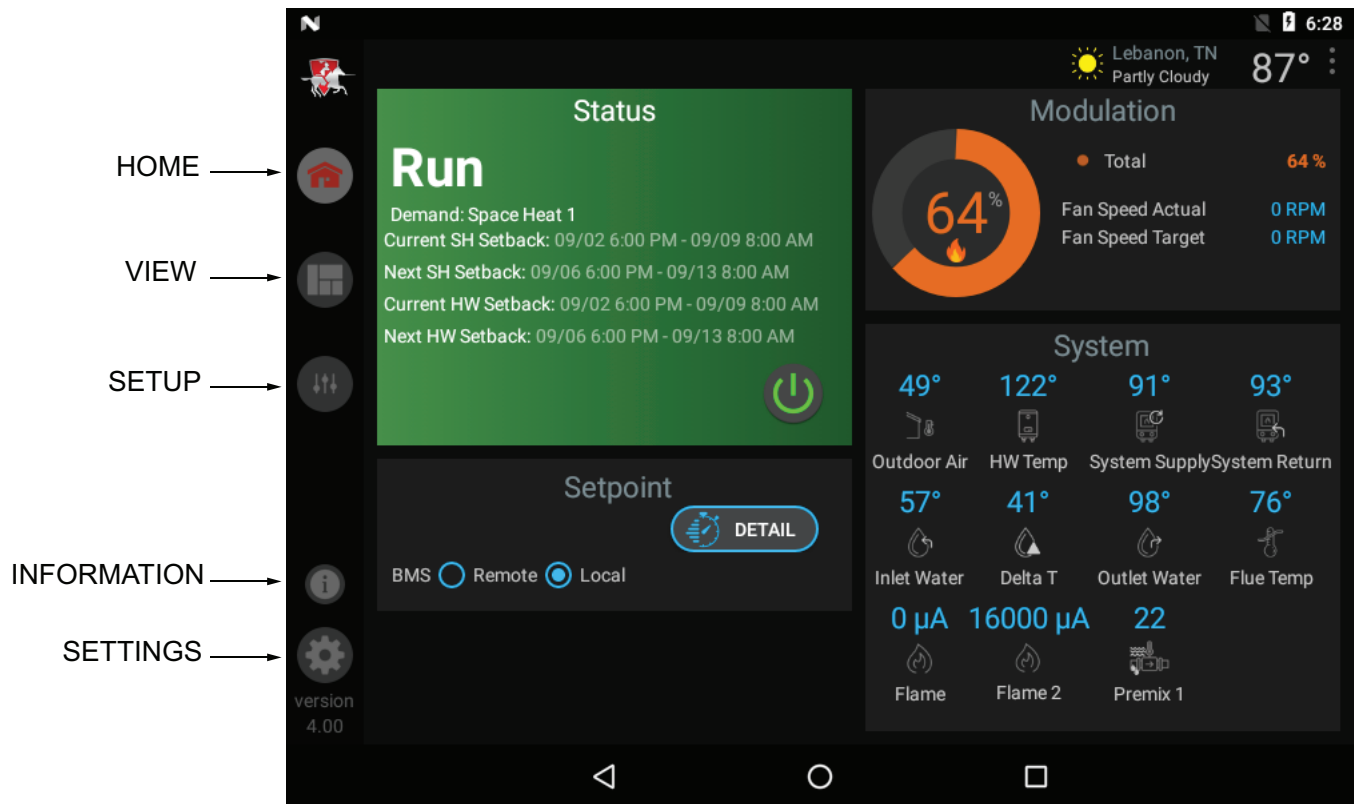 6:28
Lebanon, TN
Partly Cloudy
87°
HOME
VIEW
SETUP
INFORMATION
SETTINGS
version
4.00
Status
Run
Demand: Space Heat 1
Current SH Setback: 09/02 6:00 PM - 09/09 8:00 AM
Next SH Setback: 09/06 6:00 PM - 09/13 8:00 AM
Current HW Setback: 09/02 6:00 PM - 09/09 8:00 AM
Next HW Setback: 09/06 6:00 PM - 09/13 8:00 AM
Setpoint
DETAIL
BMS Remote Local
Modulation
64%
Total 64 %
Fan Speed Actual 0 RPM
Fan Speed Target 0 RPM
System
49° 122° 91° 93°
Outdoor Air HW Temp System Supply System Return
57° 41° 98° 76°
Inlet Water Delta T Outlet Water Flue Temp
0 µA 16000 µA 22
Flame Flame 2 Premix 1